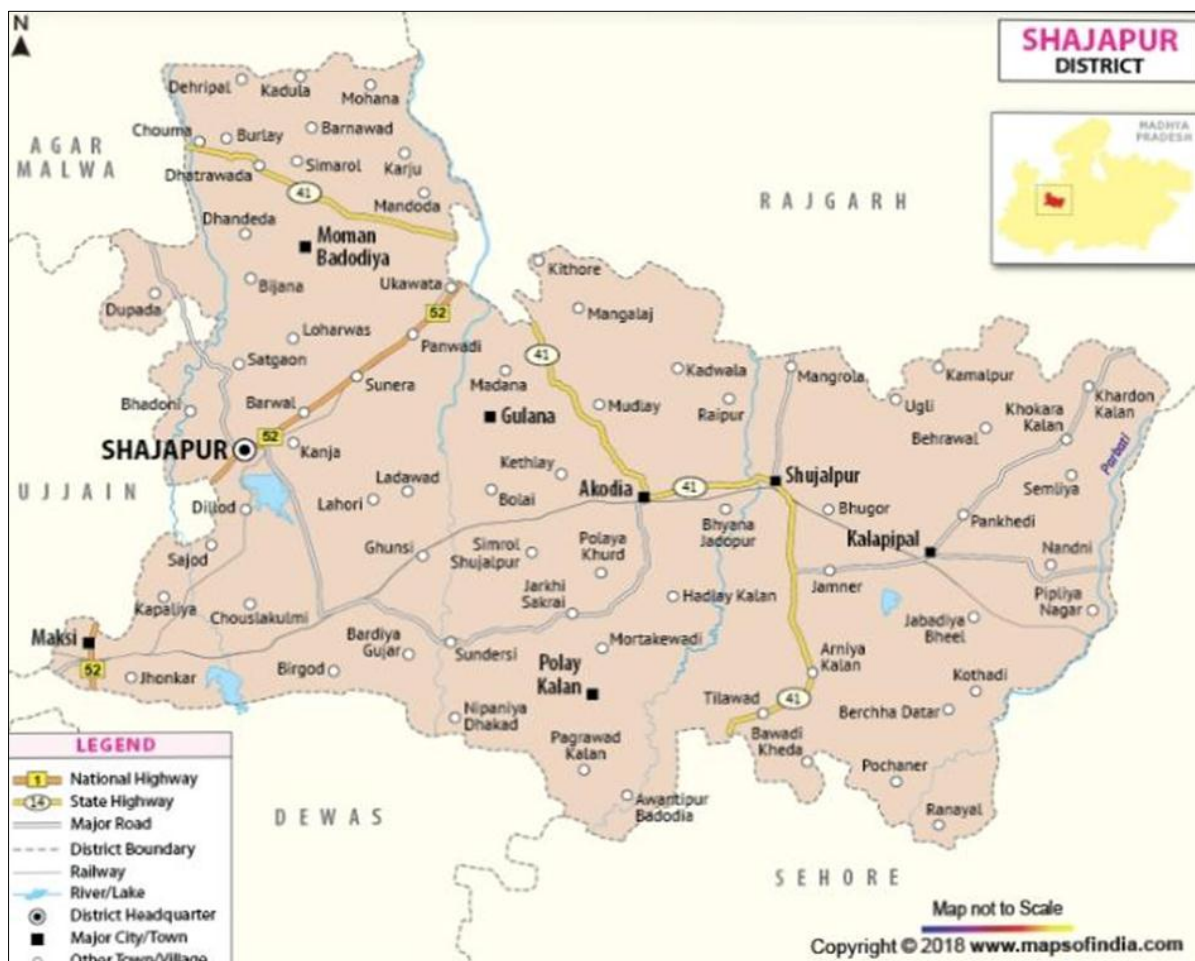 N
SHAJAPUR
DISTRICT
MADHYA
PRADESH
Dehripal
Kadula
Mohana
Chouma
Burlay
Barnawad
AGAR
MALWA
Dhatrawada
Simarol
Karju
41
Mandoda
RAJGARH
Dhandeda
Moman
Badodiya
Kithore
Dupada
Bijana
Ukawata
52
Mangalaj
Loharwas
Panwadi
41
Satgaon
Sunera
Madana
Kadwala
Mangrola
Kamalpur
Bhadoni
Barwal
Gulana
Mudlay
Raipur
Ugli
Khardon
Kalan
Khokara
Kalan
Behrawal
SHAJAPUR
52
Kanja
Parbati
UJJAIN
Ladawad
Kethlay
Akodia
41
Shujalpur
Semliya
Dillod
Lahori
Bolai
Bhyana
Jadopur
Bhugor
Pankhedi
Sajod
Ghunsi
Simrol
Shujalpur
Polaya
Khurd
Kalapipal
Nandni
Kapaliya
Chouslakulmi
Jarkhi
Sakrai
Hadlay Kalan
Jamner
Pipliya
Nagar
Jabadiya
Bheel
Maksi
52
Bardiya
Gujar
Sundersi
Mortakewadi
Arniya
Kalan
Jhonkar
Birgod
Polay
Kalan
Kothadi
Nipaniya
Dhakad
Tilawad
41
Berchha Datar
Bawadi
Kheda
Pagrawad
Kalan
Pochaner
Awantipur
Badodia
Ranayal
DEWAS
SEHORE
LEGEND
1 National Highway
14 State Highway
Major Road
District Boundary
Railway
River/Lake
District Headquarter
Major City/Town
Other Town/Village
Map not to Scale
Copyright © 2018 www.mapsofindia.com